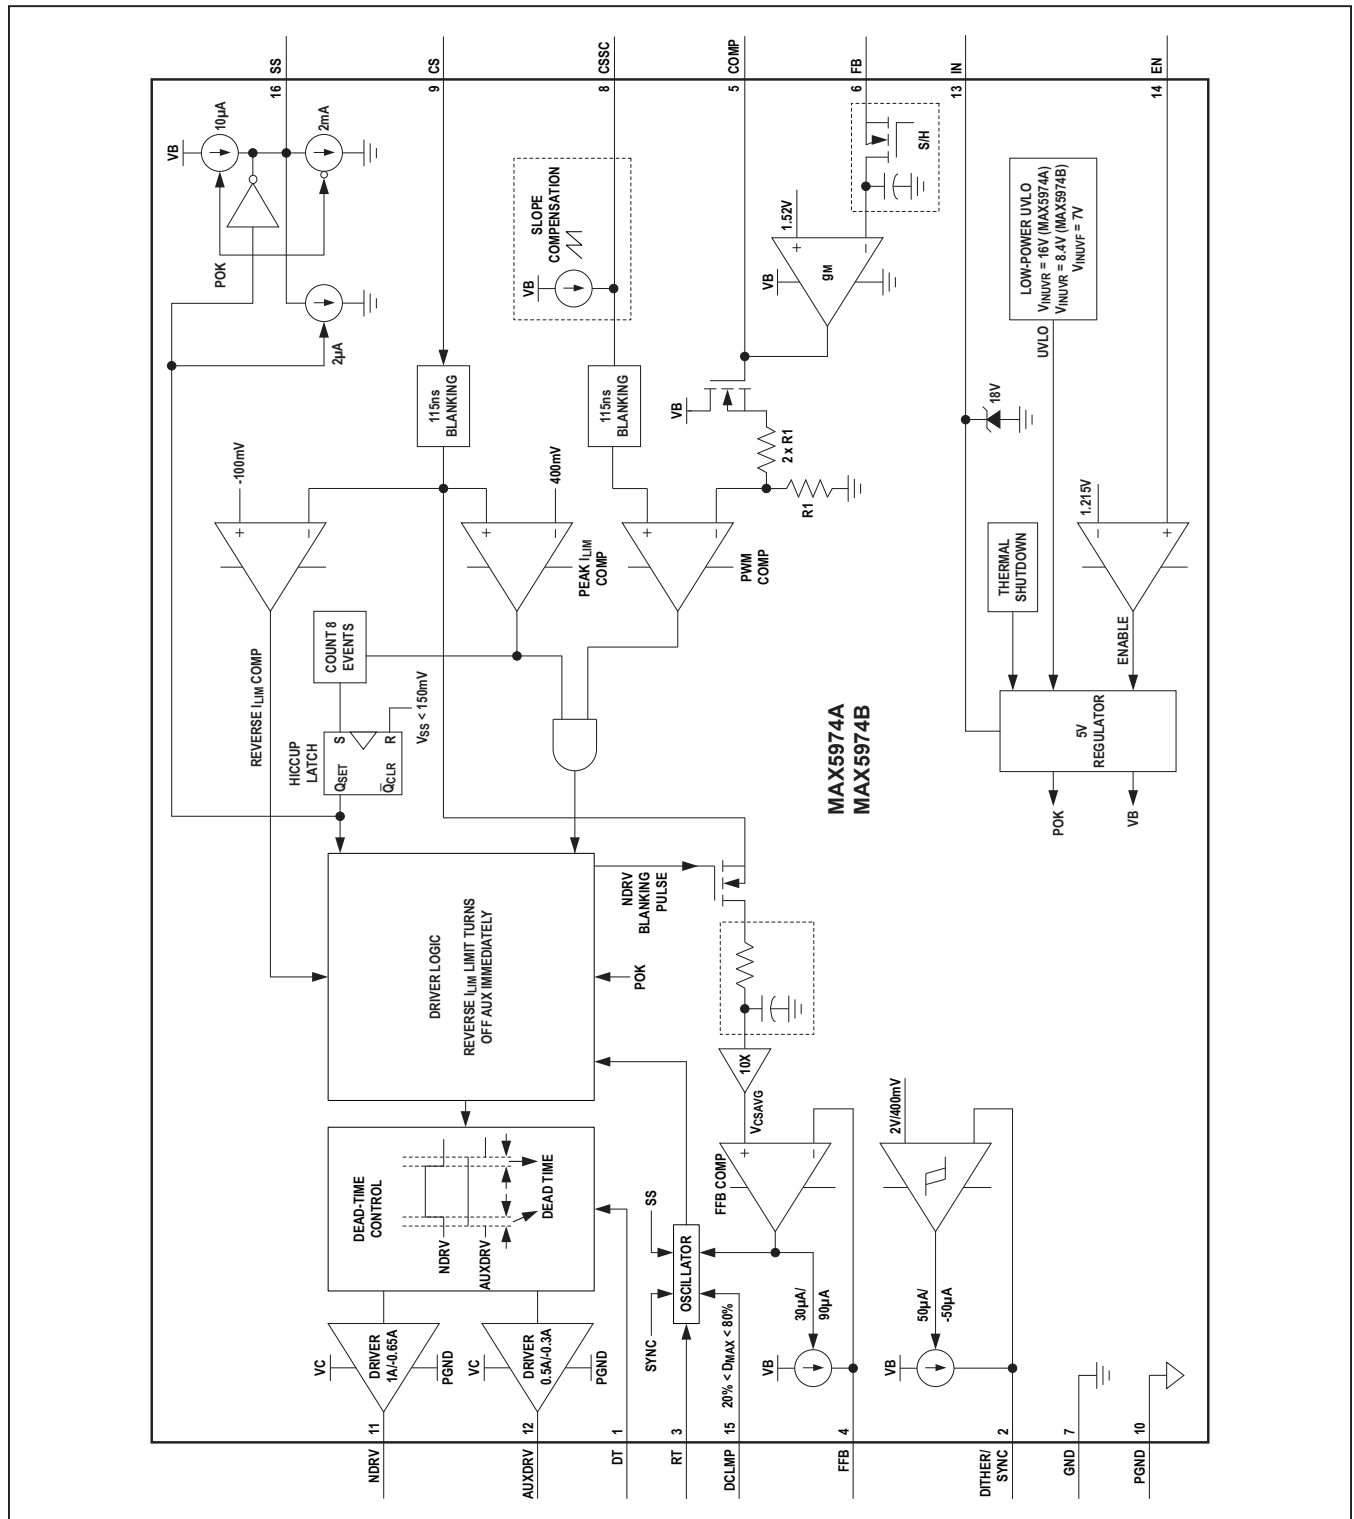 SS
16
CS
9
CSSC
8
COMP
5
FB
6
IN
13
EN
14
VB
10µA
2mA
POK
2µA
SLOPE
COMPENSATION
VB
1.52V
+
−
gM
VB
S/H
LOW-POWER UVLO
VINUVR = 16V (MAX5974A)
VINUVR = 8.4V (MAX5974B)
VINUVF = 7V
UVLO
115ns
BLANKING
115ns
BLANKING
VB
2 x R1
R1
18V
-100mV
+
−
400mV
+
−
PEAK ILIM
COMP
+
−
PWM
COMP
1.215V
−
+
THERMAL
SHUTDOWN
ENABLE
REVERSE ILIM COMP
COUNT 8
EVENTS
HICCUP
LATCH
S
R
QSET
Q̅CLR
VSS < 150mV
MAX5974A
MAX5974B
5V
REGULATOR
POK
VB
DRIVER LOGIC
REVERSE ILIM LIMIT TURNS
OFF AUX IMMEDIATELY
NDRV
BLANKING
PULSE
POK
10X
VCSAVG
DEAD-TIME
CONTROL
NDRV
AUXDRV
DEAD TIME
SS
FFB COMP
+
−
2V/400mV
SYNC
OSCILLATOR
30µA/
90µA
50µA/
-50µA
VC
DRIVER
1A/-0.65A
PGND
VC
DRIVER
0.5A/-0.3A
PGND
20% < DMAX < 80%
VB
VB
11
NDRV
12
AUXDRV
1
DT
3
RT
15
DCLMP
4
FFB
2
DITHER/
SYNC
7
GND
10
PGND